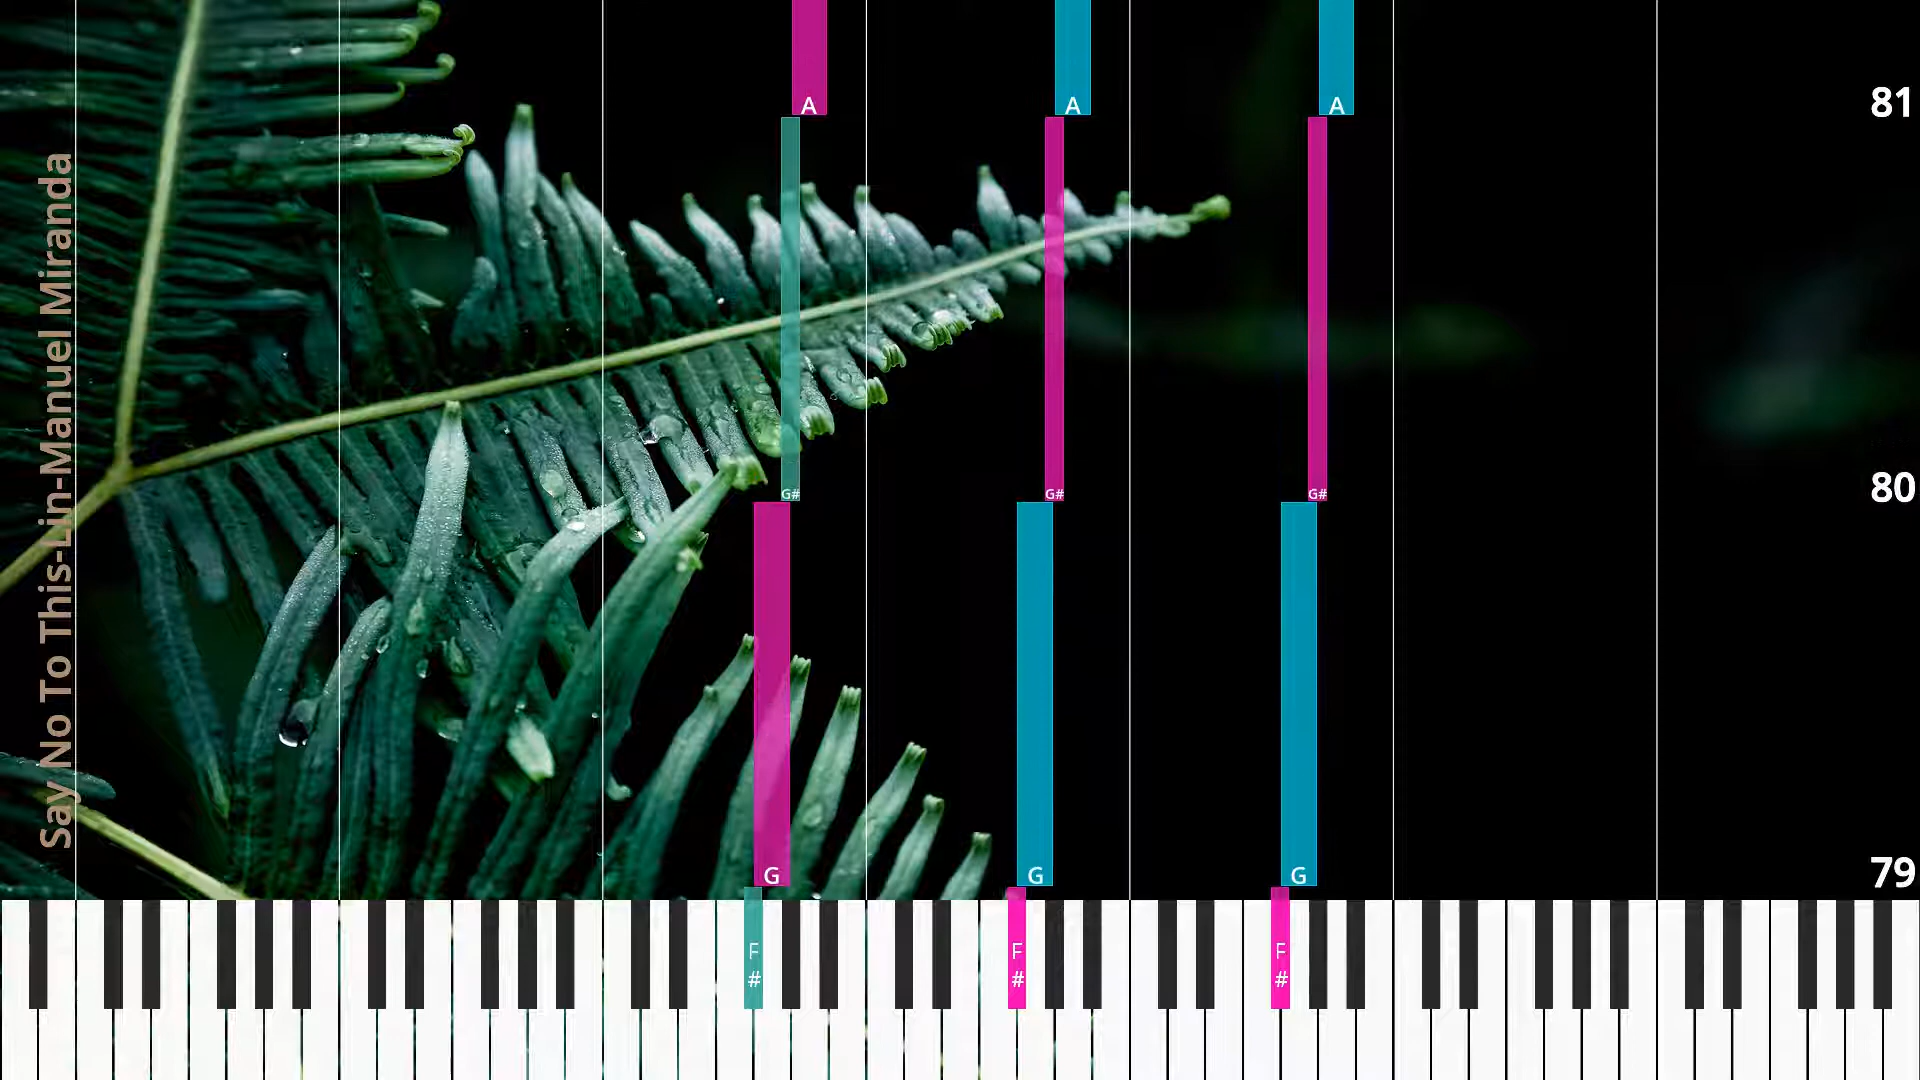 Say No To This-Lin-Manuel Miranda
A A A
81
G# G# G#
80
G G G
79
F F F
# # #